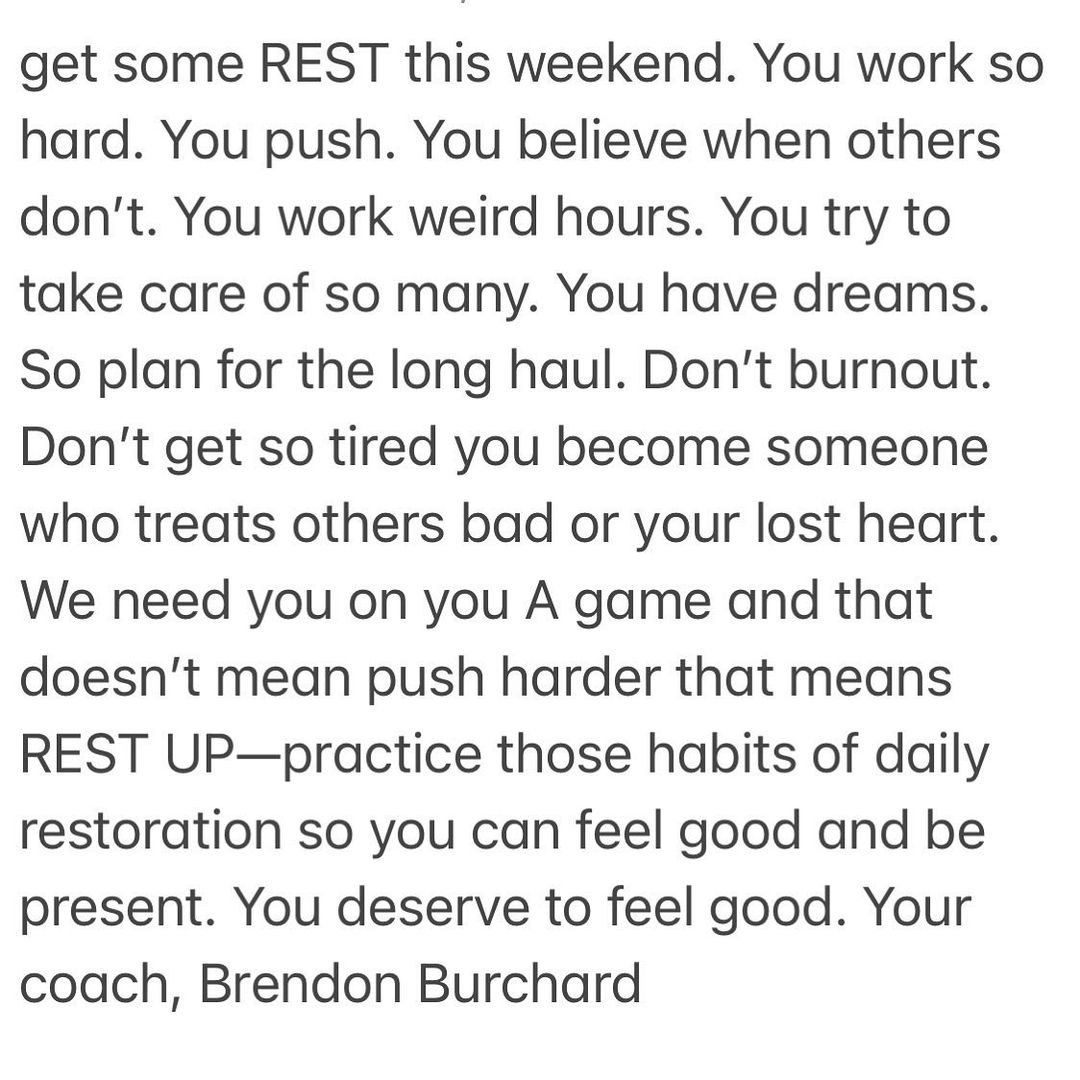 get some REST this weekend. You work so
hard. You push. You believe when others
don’t. You work weird hours. You try to
take care of so many. You have dreams.
So plan for the long haul. Don’t burnout.
Don’t get so tired you become someone
who treats others bad or your lost heart.
We need you on you A game and that
doesn’t mean push harder that means
REST UP—practice those habits of daily
restoration so you can feel good and be
present. You deserve to feel good. Your
coach, Brendon Burchard